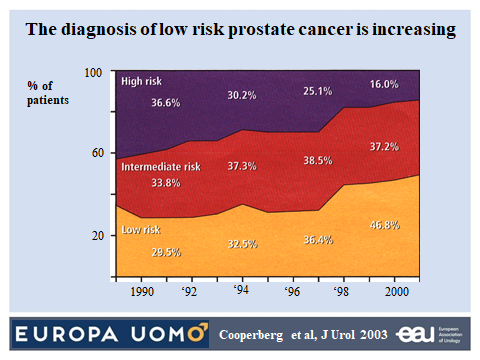 The diagnosis of low risk prostate cancer is increasing
% of
patients
100
60
20
High risk
36.6%
30.2%
25.1%
16.0%
Intermediate risk
33.8%
37.3%
38.5%
37.2%
Low risk
29.5%
32.5%
36.4%
46.8%
1990 ‘92 ‘94 ‘96 ‘98 2000
EUROPA UOMO Cooperberg et al, J Urol 2003 eau European
Association
of Urology